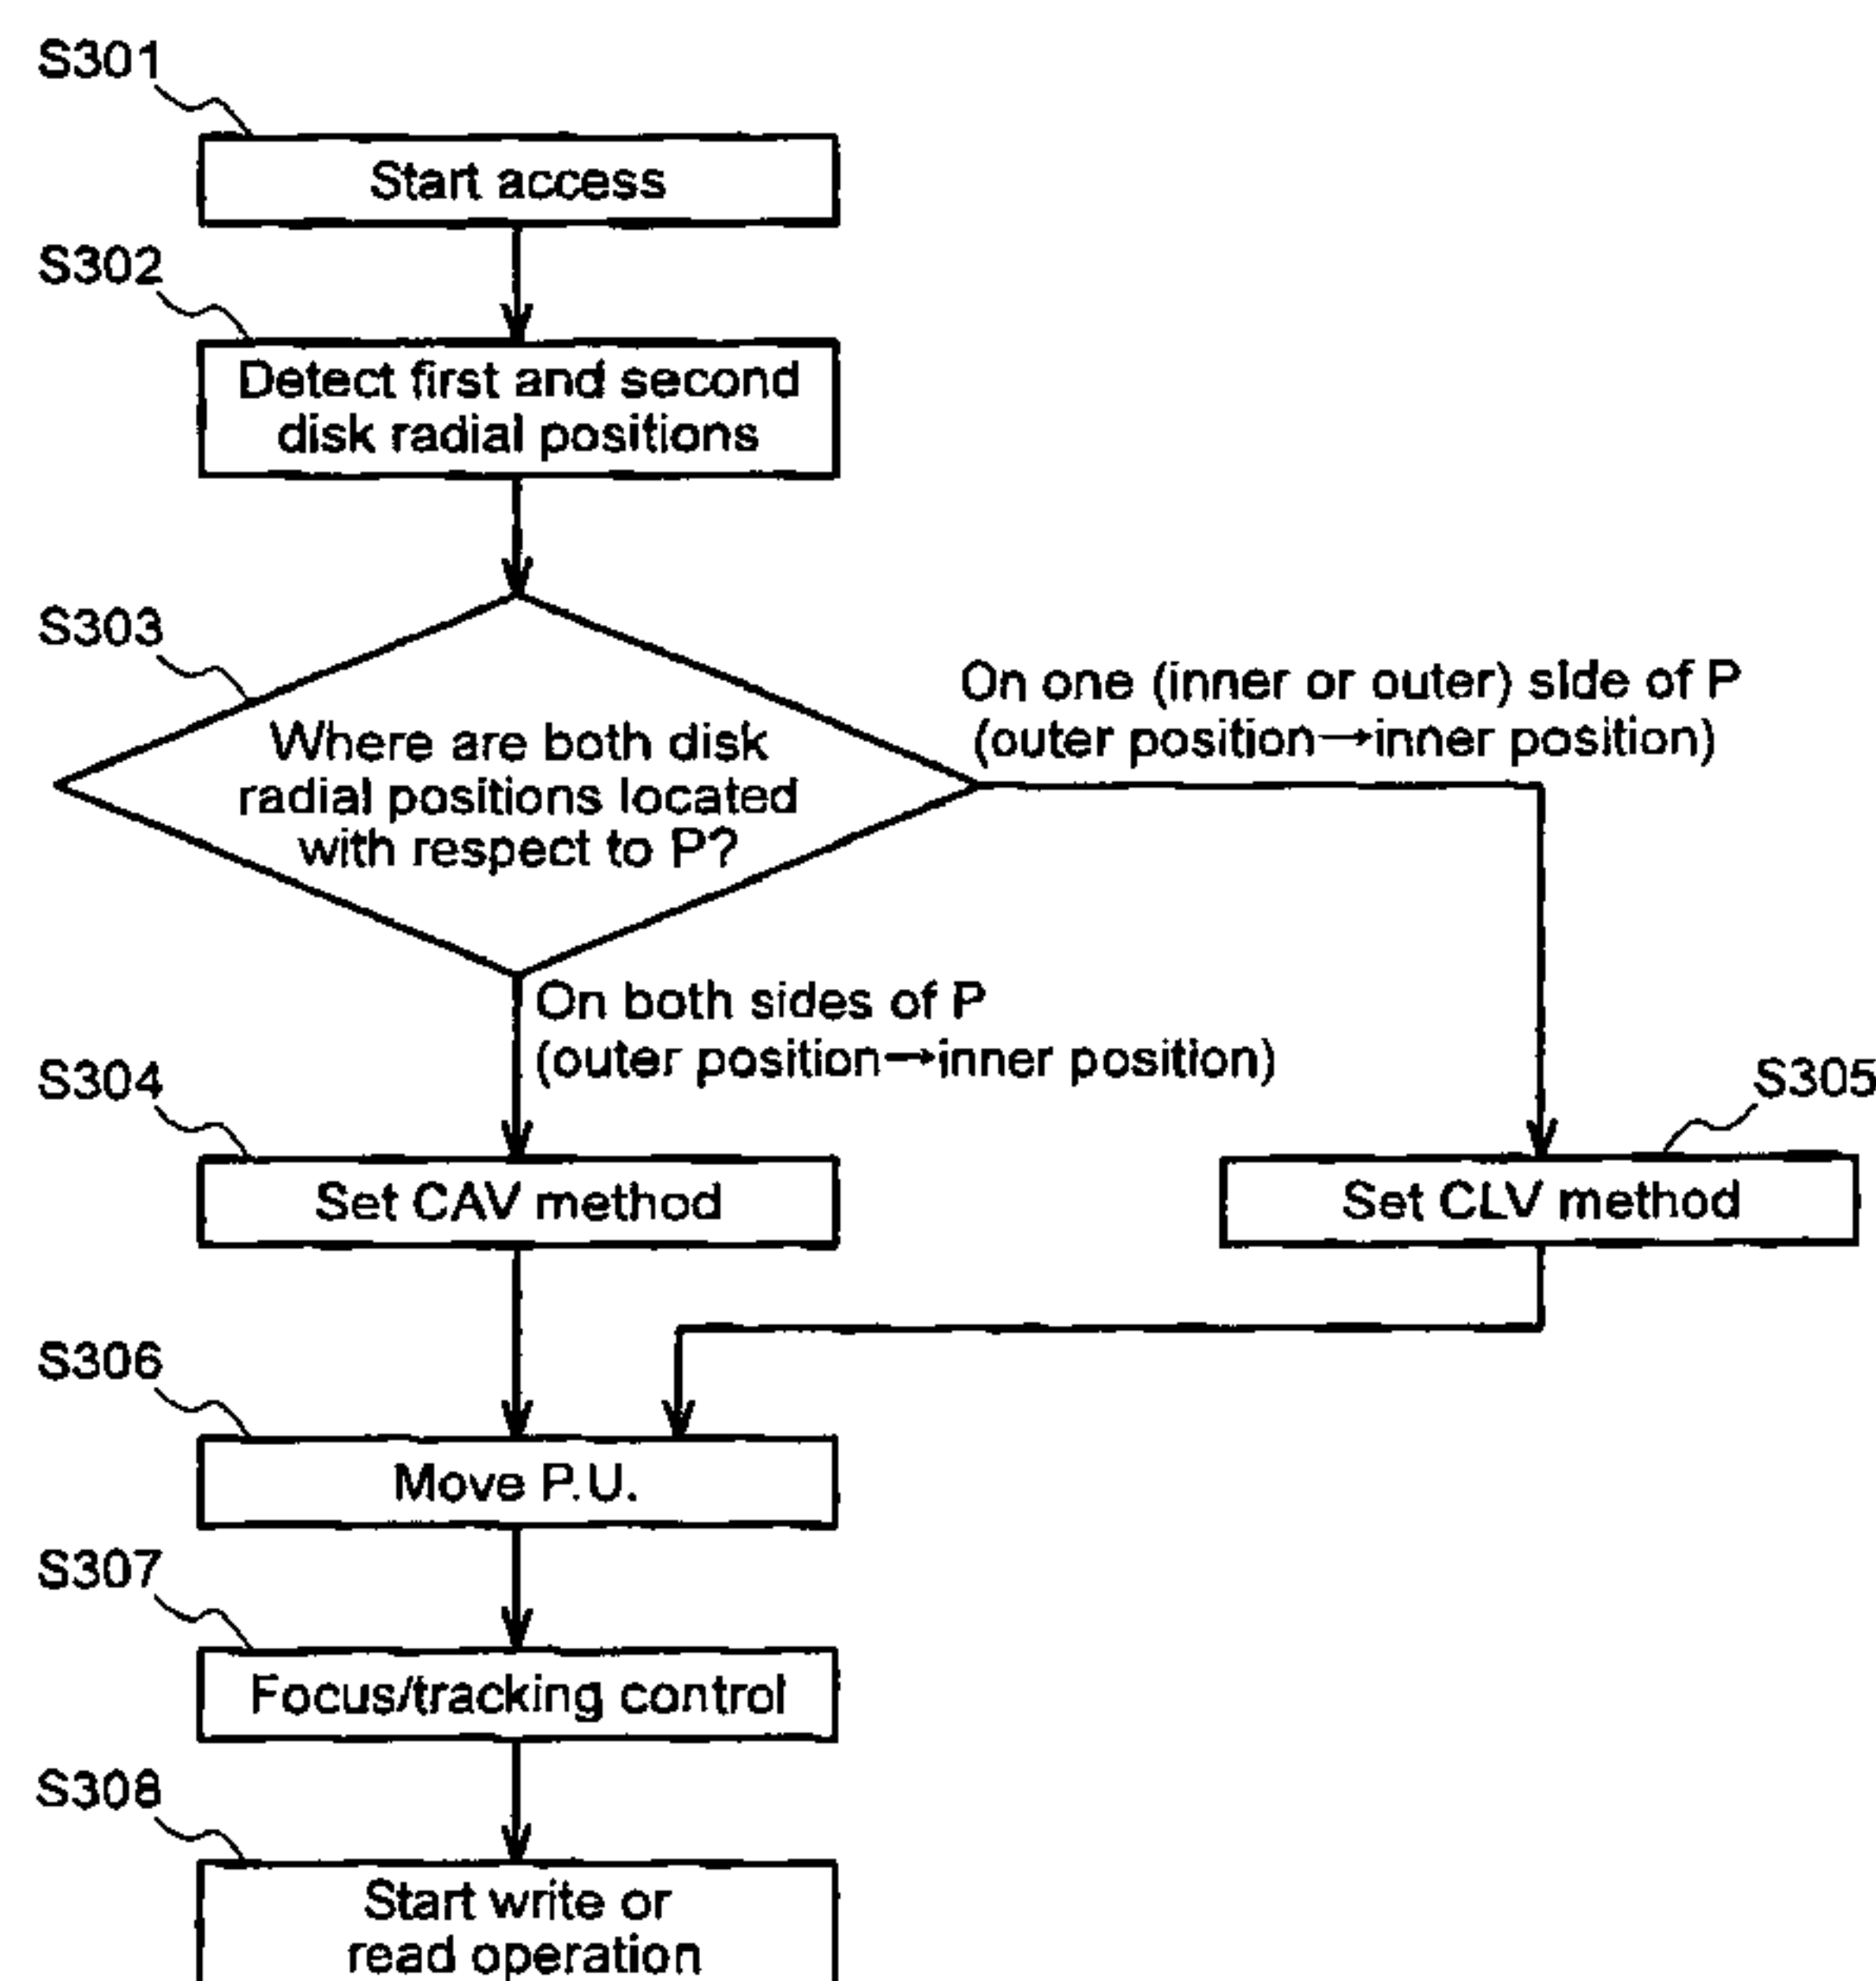 S301
Start access
S302
Detect first and second
disk radial positions
S303
Where are both disk
radial positions located
with respect to P?
On one (inner or outer) side of P
(outer position→inner position)
On both sides of P
(outer position→inner position)
S304
Set CAV method
S305
Set CLV method
S306
Move P.U.
S307
Focus/tracking control
S308
Start write or
read operation